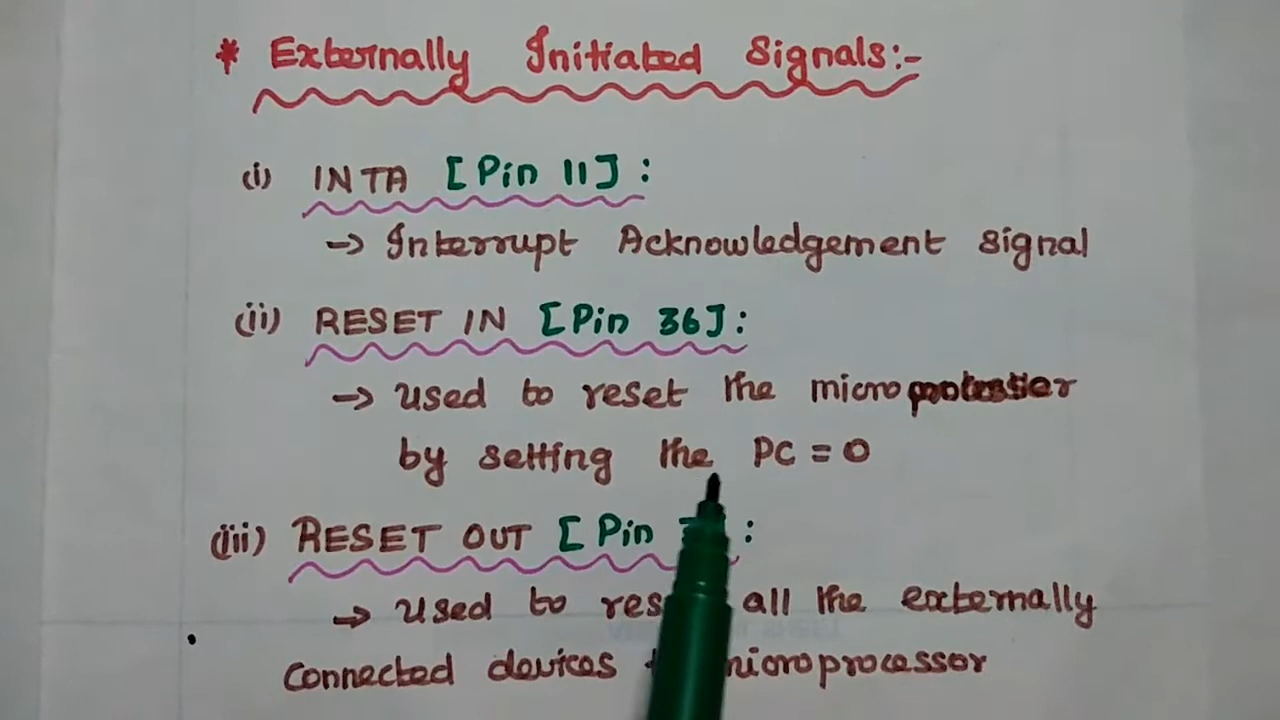 * Externally Initiated Signals:-
(i) INTA [Pin 11]:
→ Interrupt Acknowledgement signal
(ii) RESET IN [Pin 36]:
→ used to reset the microprocessor
by setting the PC = 0
(iii) RESET OUT [Pin :
→ used to all the externally
connected devices microprocessor